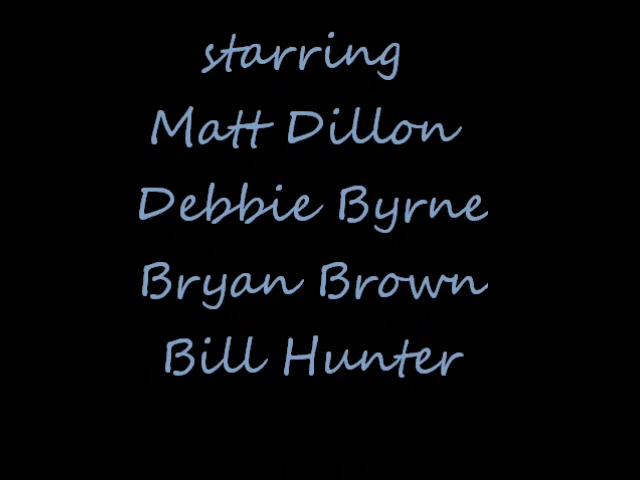 starring
Matt Dillon
Debbie Byrne
Bryan Brown
Bill Hunter